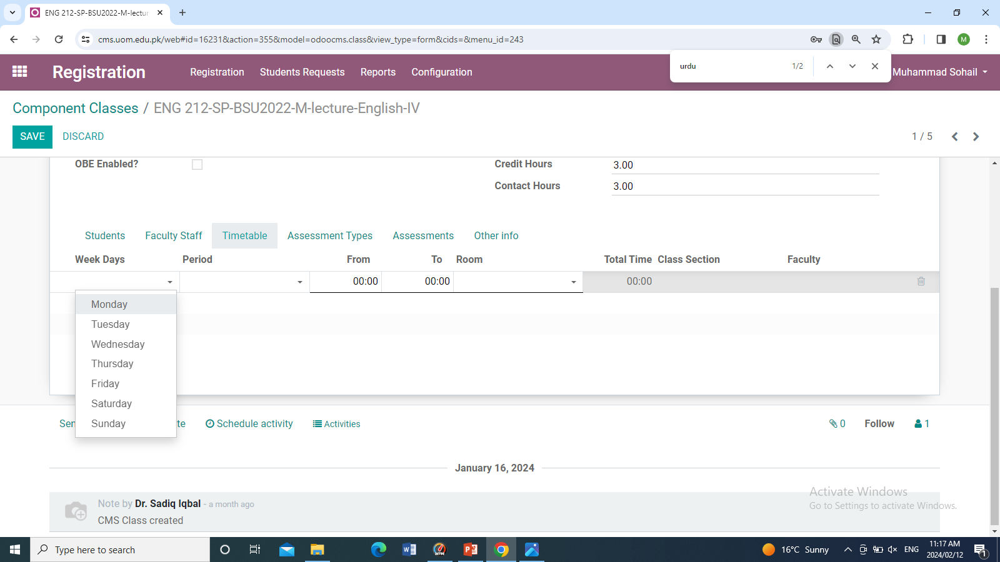 ENG 212-SP-BSU2022-M-lectur
cms.uom.edu.pk/web#id=16231&action=355&model=odoocms.class&view_type=form&cids=&menu_id=243
M
urdu 1/2
Registration Registration Students Requests Reports Configuration Muhammad Sohail
Component Classes / ENG 212-SP-BSU2022-M-lecture-English-IV
SAVE DISCARD 1 / 5
OBE Enabled? Credit Hours 3.00
Contact Hours 3.00
Students Faculty Staff Timetable Assessment Types Assessments Other info
Week Days Period From To Room Total Time Class Section Faculty
00:00 00:00 00:00
Monday
Tuesday
Wednesday
Thursday
Friday
Saturday
Sunday
Sen te Schedule activity Activities 0 Follow 1
January 16, 2024
Note by Dr. Sadiq Iqbal - a month ago
CMS Class created
Activate Windows
Go to Settings to activate Windows.
Type here to search
16°C Sunny ENG
11:17 AM
2024/02/12
1